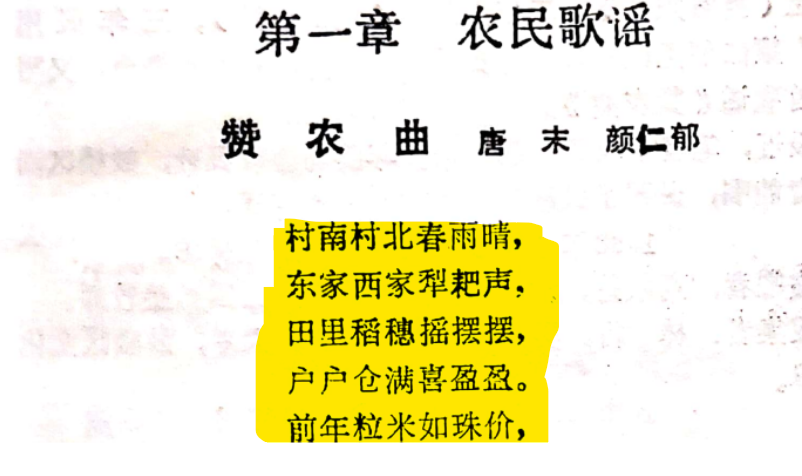 第一章 农民歌谣
赞农曲 唐末 颜仁郁
村南村北春雨晴，
东家西家犁耙声，
田里稻穗摇摆摆，
户户仓满喜盈盈。
前年粒米如珠价，